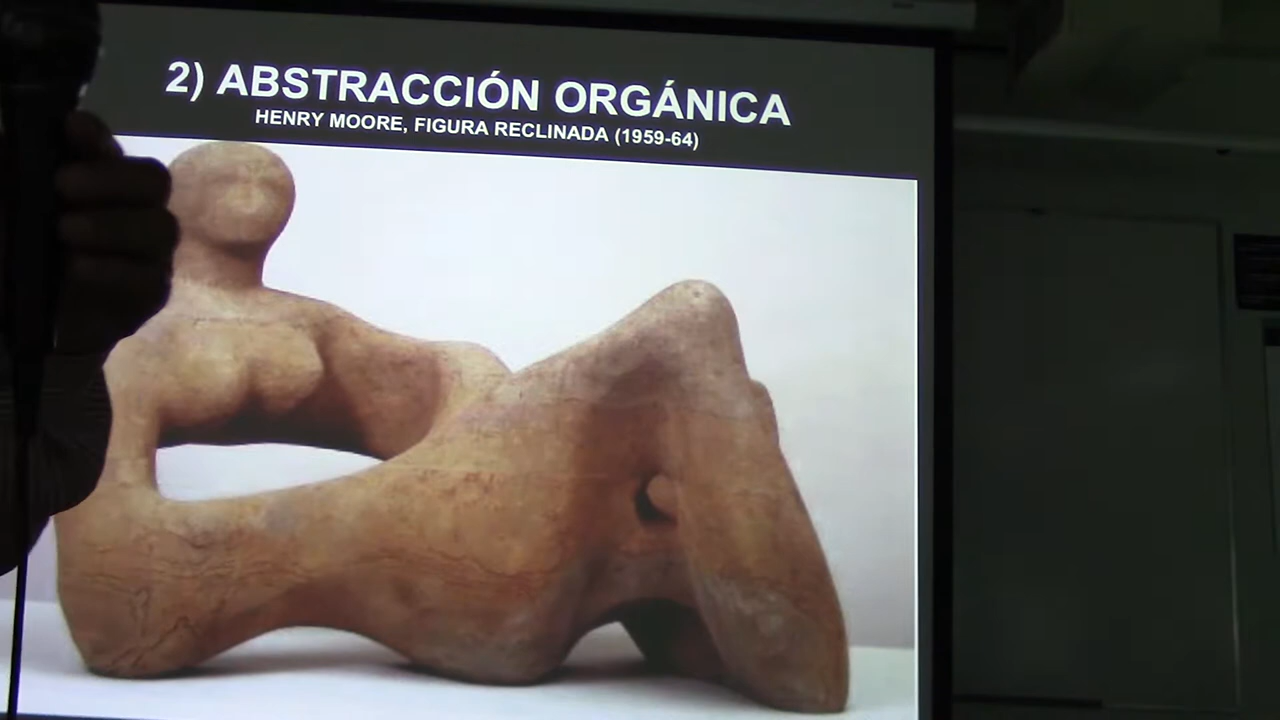 2) ABSTRACCIÓN ORGÁNICA
HENRY MOORE, FIGURA RECLINADA (1959-64)